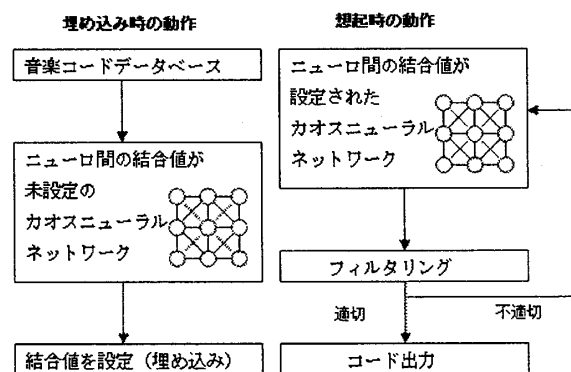 埋め込み時の動作
音楽コードデータベース
ニューロ間の結合値が
未設定の
カオスニューラル
ネットワーク
結合値を設定（埋め込み）
想起時の動作
ニューロ間の結合値が
設定された
カオスニューラル
ネットワーク
フィルタリング
適切
不適切
コード出力